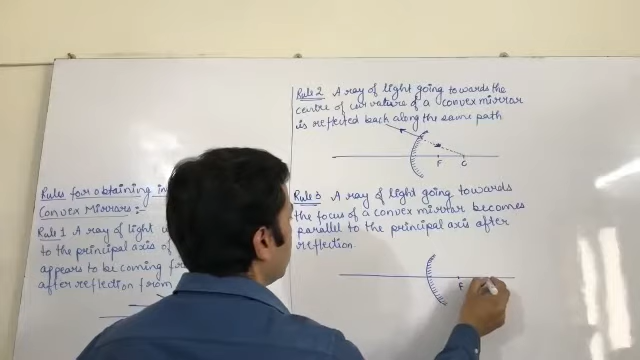 Rules for obtaining
Convex Mirrors:-
Rule 1 A ray of light
to the principal axis of
appears to be coming
after reflection from
Rule 2 A ray of light going towards the
centre of curvature of a convex mirror
is reflected back along the same path
F C
Rule 3 A ray of light going towards
the focus of a convex mirror becomes
parallel to the principal axis after
reflection.
F